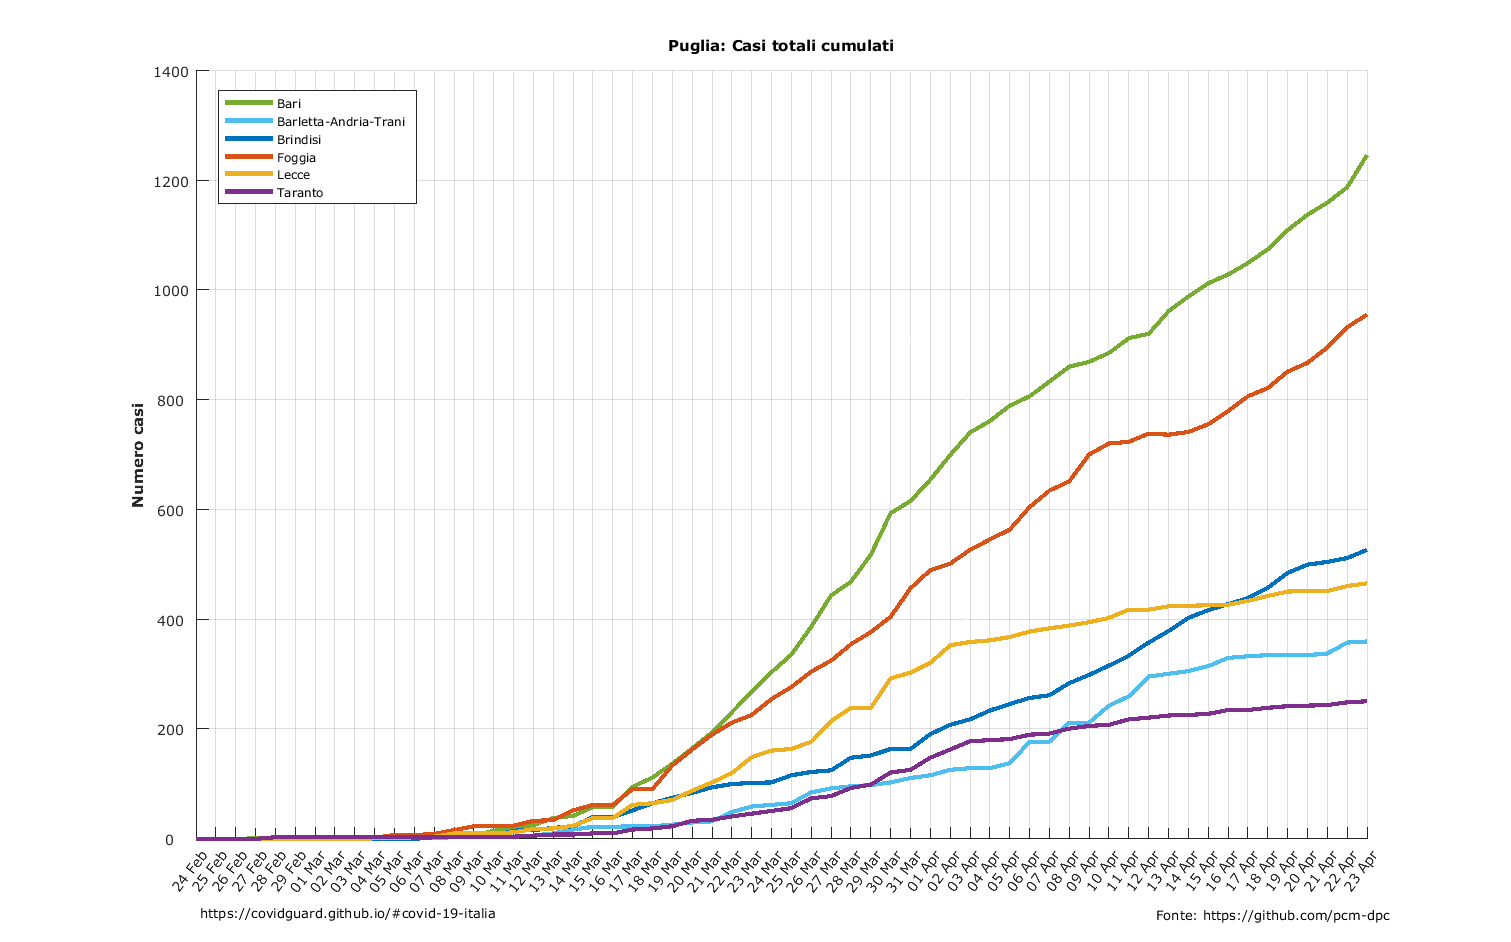 Puglia: Casi totali cumulati
1400
1200
1000
800
600
400
200
0
Numero casi
Bari
Barletta-Andria-Trani
Brindisi
Foggia
Lecce
Taranto
24 Feb
25 Feb
26 Feb
27 Feb
28 Feb
29 Feb
01 Mar
02 Mar
03 Mar
04 Mar
05 Mar
06 Mar
07 Mar
08 Mar
09 Mar
10 Mar
11 Mar
12 Mar
13 Mar
14 Mar
15 Mar
16 Mar
17 Mar
18 Mar
19 Mar
20 Mar
21 Mar
22 Mar
23 Mar
24 Mar
25 Mar
26 Mar
27 Mar
28 Mar
29 Mar
30 Mar
31 Mar
01 Apr
02 Apr
03 Apr
04 Apr
05 Apr
06 Apr
07 Apr
08 Apr
09 Apr
10 Apr
11 Apr
12 Apr
13 Apr
14 Apr
15 Apr
16 Apr
17 Apr
18 Apr
19 Apr
20 Apr
21 Apr
22 Apr
23 Apr
https://covidguard.github.io/#covid-19-italia
Fonte: https://github.com/pcm-dpc